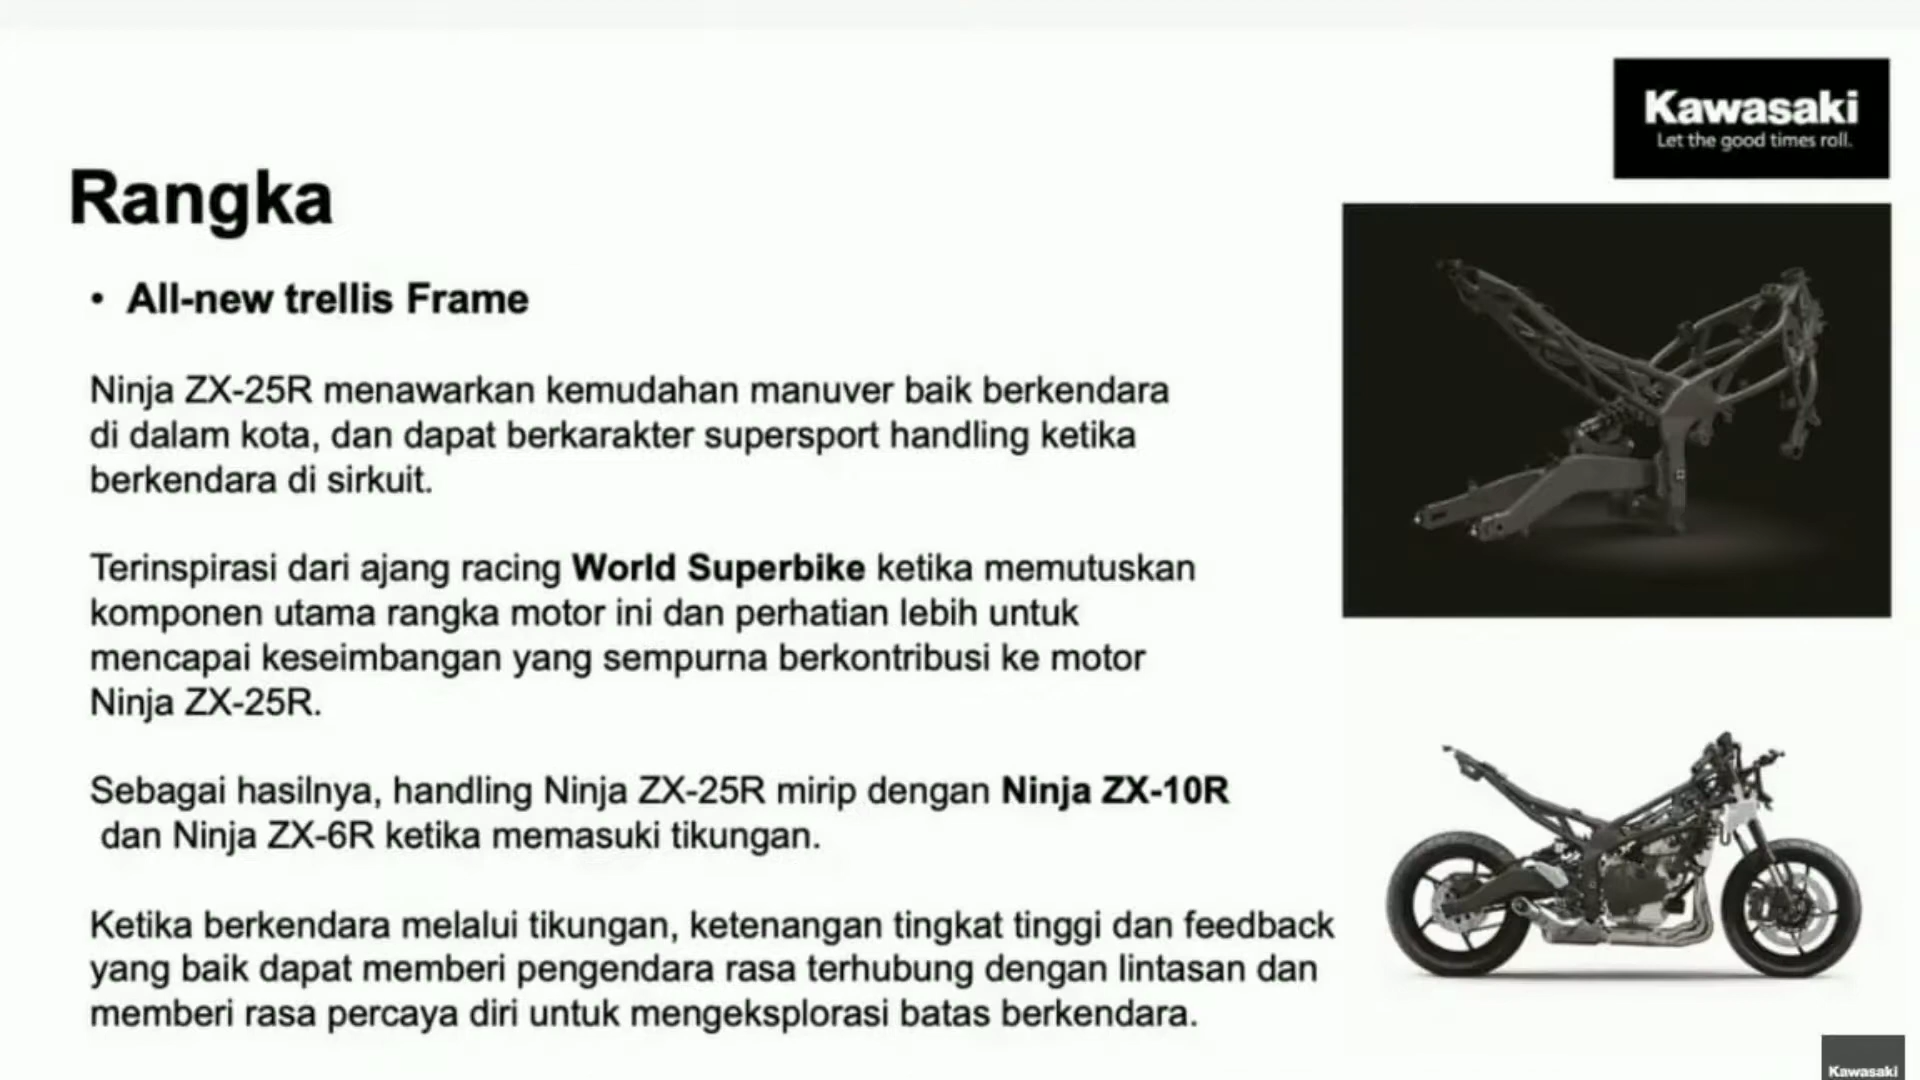 Kawasaki
Let the good times roll.
Rangka
• All-new trellis Frame
Ninja ZX-25R menawarkan kemudahan manuver baik berkendara
di dalam kota, dan dapat berkarakter supersport handling ketika
berkendara di sirkuit.
Terinspirasi dari ajang racing World Superbike ketika memutuskan
komponen utama rangka motor ini dan perhatian lebih untuk
mencapai keseimbangan yang sempurna berkontribusi ke motor
Ninja ZX-25R.
Sebagai hasilnya, handling Ninja ZX-25R mirip dengan Ninja ZX-10R
dan Ninja ZX-6R ketika memasuki tikungan.
Ketika berkendara melalui tikungan, ketenangan tingkat tinggi dan feedback
yang baik dapat memberi pengendara rasa terhubung dengan lintasan dan
memberi rasa percaya diri untuk mengeksplorasi batas berkendara.
Kawasaki